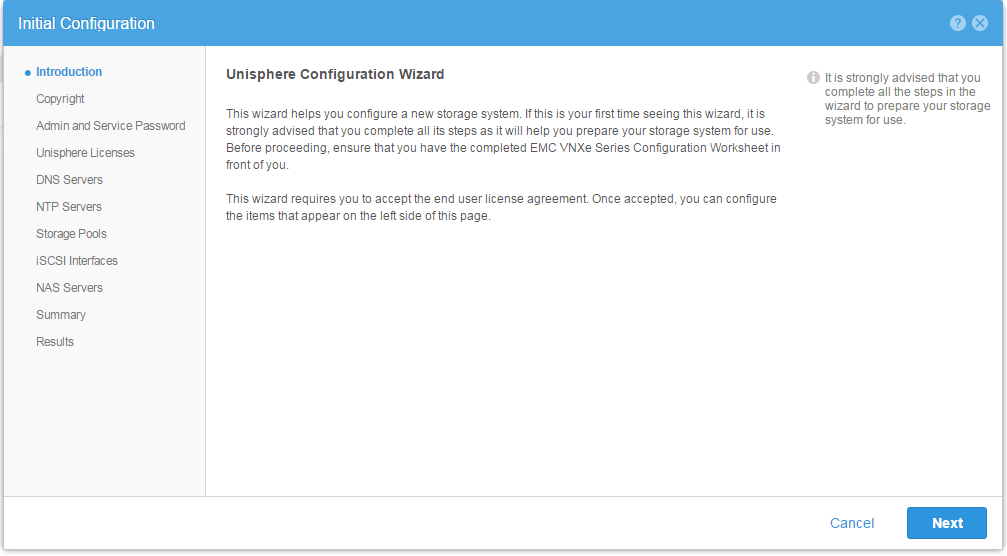 Initial Configuration
Introduction
Copyright
Admin and Service Password
Unisphere Licenses
DNS Servers
NTP Servers
Storage Pools
iSCSI Interfaces
NAS Servers
Summary
Results
Unisphere Configuration Wizard
This wizard helps you configure a new storage system. If this is your first time seeing this wizard, it is
strongly advised that you complete all its steps as it will help you prepare your storage system for use.
Before proceeding, ensure that you have the completed EMC VNXe Series Configuration Worksheet in
front of you.
This wizard requires you to accept the end user license agreement. Once accepted, you can configure
the items that appear on the left side of this page.
It is strongly advised that you
complete all the steps in the
wizard to prepare your storage
system for use.
Cancel
Next